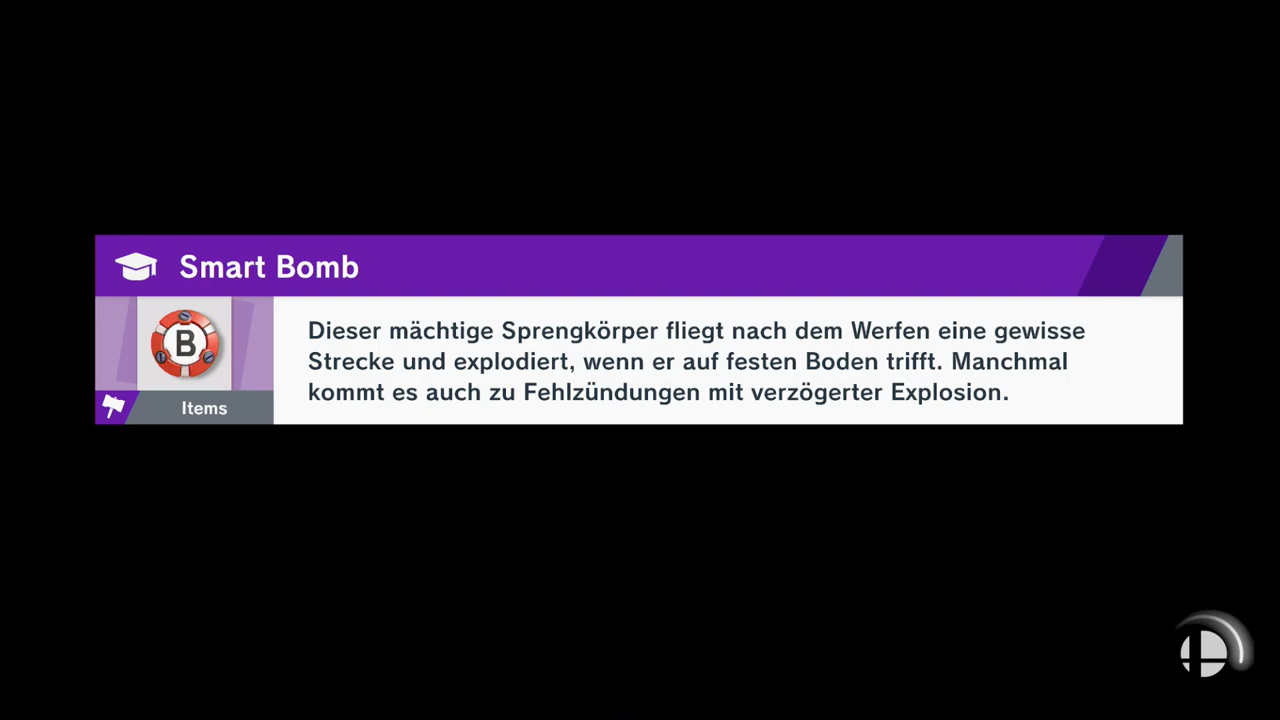 Smart Bomb
B
Items
Dieser mächtige Sprengkörper fliegt nach dem Werfen eine gewisse
Strecke und explodiert, wenn er auf festen Boden trifft. Manchmal
kommt es auch zu Fehlzündungen mit verzögerter Explosion.